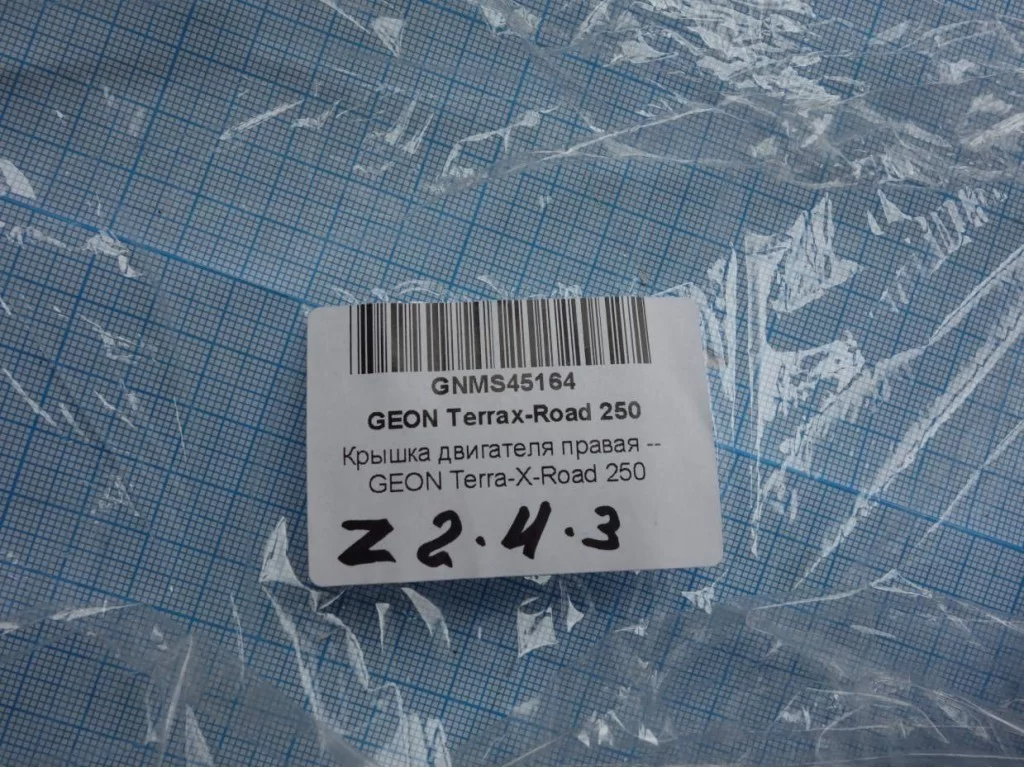 GNMS45164
GEON Terrax-Road 250
Крышка двигателя правая --
GEON Terra-X-Road 250
Z 2.4.3